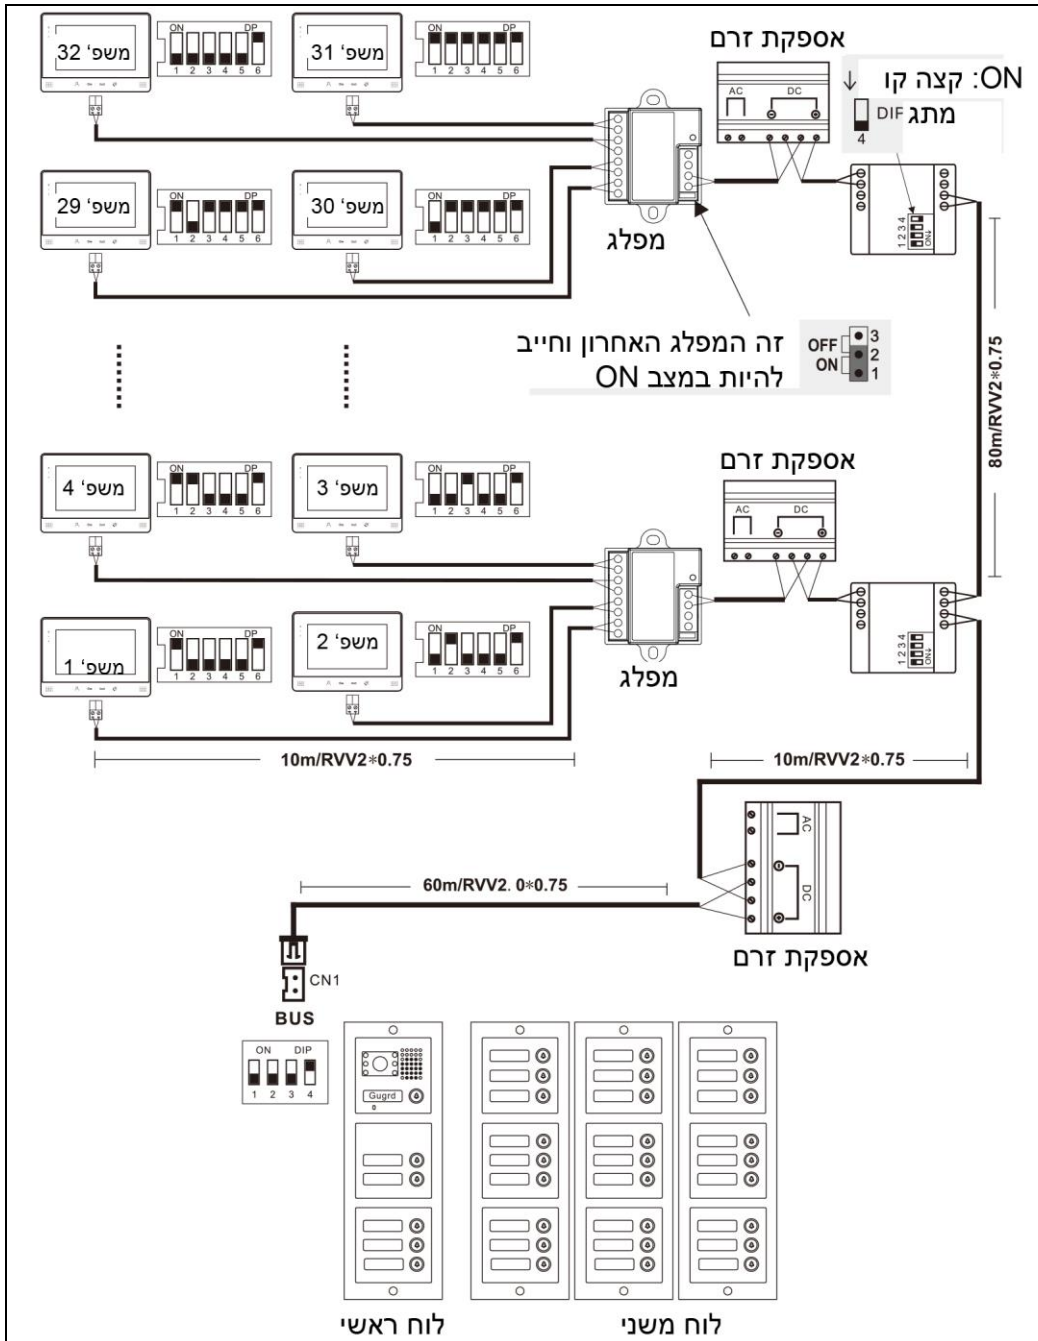 משפ' 32
ON DP
1 2 3 4 5 6
משפ' 31
ON DP
1 2 3 4 5 6
אספקת זרם
AC DC
ON: קצה קו
מתג
DIF
4
משפ' 29
ON DP
1 2 3 4 5 6
משפ' 30
ON DP
1 2 3 4 5 6
מפלג
1 2 3 4
ON
זה המפלג האחרון וחייב
להיות במצב ON
OFF
ON
3
2
1
80m/RVV2*0.75
משפ' 4
ON DP
1 2 3 4 5 6
משפ' 3
ON DP
1 2 3 4 5 6
אספקת זרם
AC DC
משפ' 1
ON DP
1 2 3 4 5 6
משפ' 2
ON DP
1 2 3 4 5 6
מפלג
1 2 3 4
ON
10m/RVV2*0.75
10m/RVV2*0.75
AC
DC
60m/RVV2. 0*0.75
אספקת זרם
CN1
BUS
ON DIP
1 2 3 4
Gugrd
לוח ראשי
לוח משני